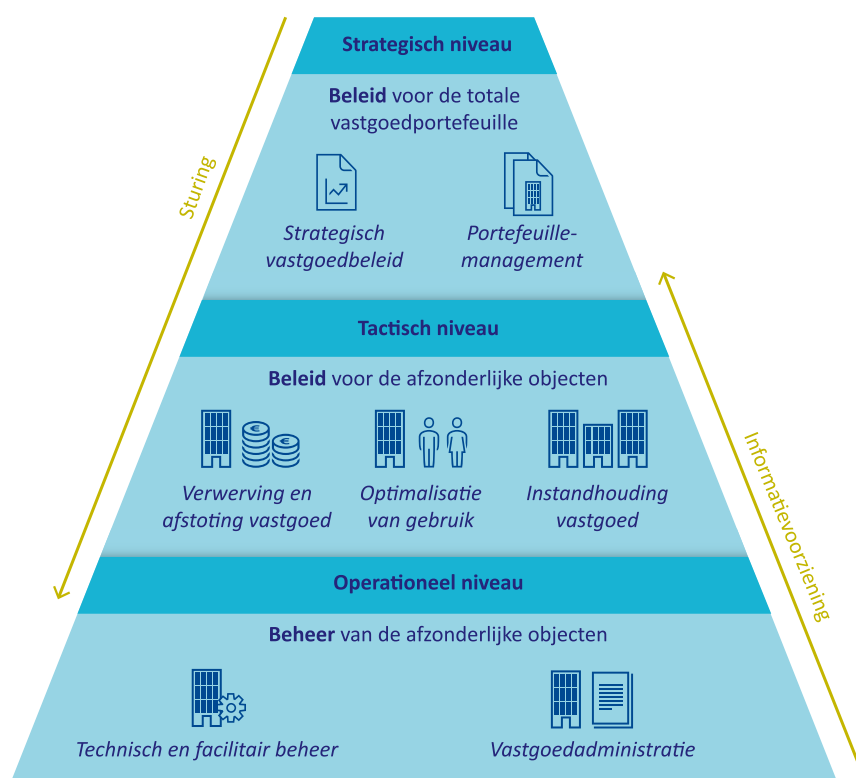 Strategisch niveau
Beleid voor de totale
vastgoedportefeuille
Sturing
Strategisch
vastgoedbeleid
Portefeuille-
management
Tactisch niveau
Beleid voor de afzonderlijke objecten
€
€
Verwerving en
afstoting vastgoed
Optimalisatie
van gebruik
Instandhouding
vastgoed
Informatievoorziening
Operationeel niveau
Beheer van de afzonderlijke objecten
Technisch en facilitair beheer
Vastgoedadministratie